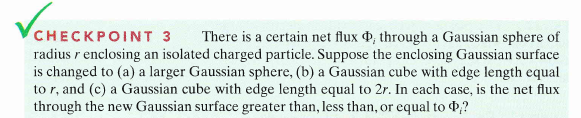 CHECKPOINT 3 There is a certain net flux Φᵢ through a Gaussian sphere of
radius r enclosing an isolated charged particle. Suppose the enclosing Gaussian surface
is changed to (a) a larger Gaussian sphere, (b) a Gaussian cube with edge length equal
to r, and (c) a Gaussian cube with edge length equal to 2r. In each case, is the net flux
through the new Gaussian surface greater than, less than, or equal to Φᵢ?